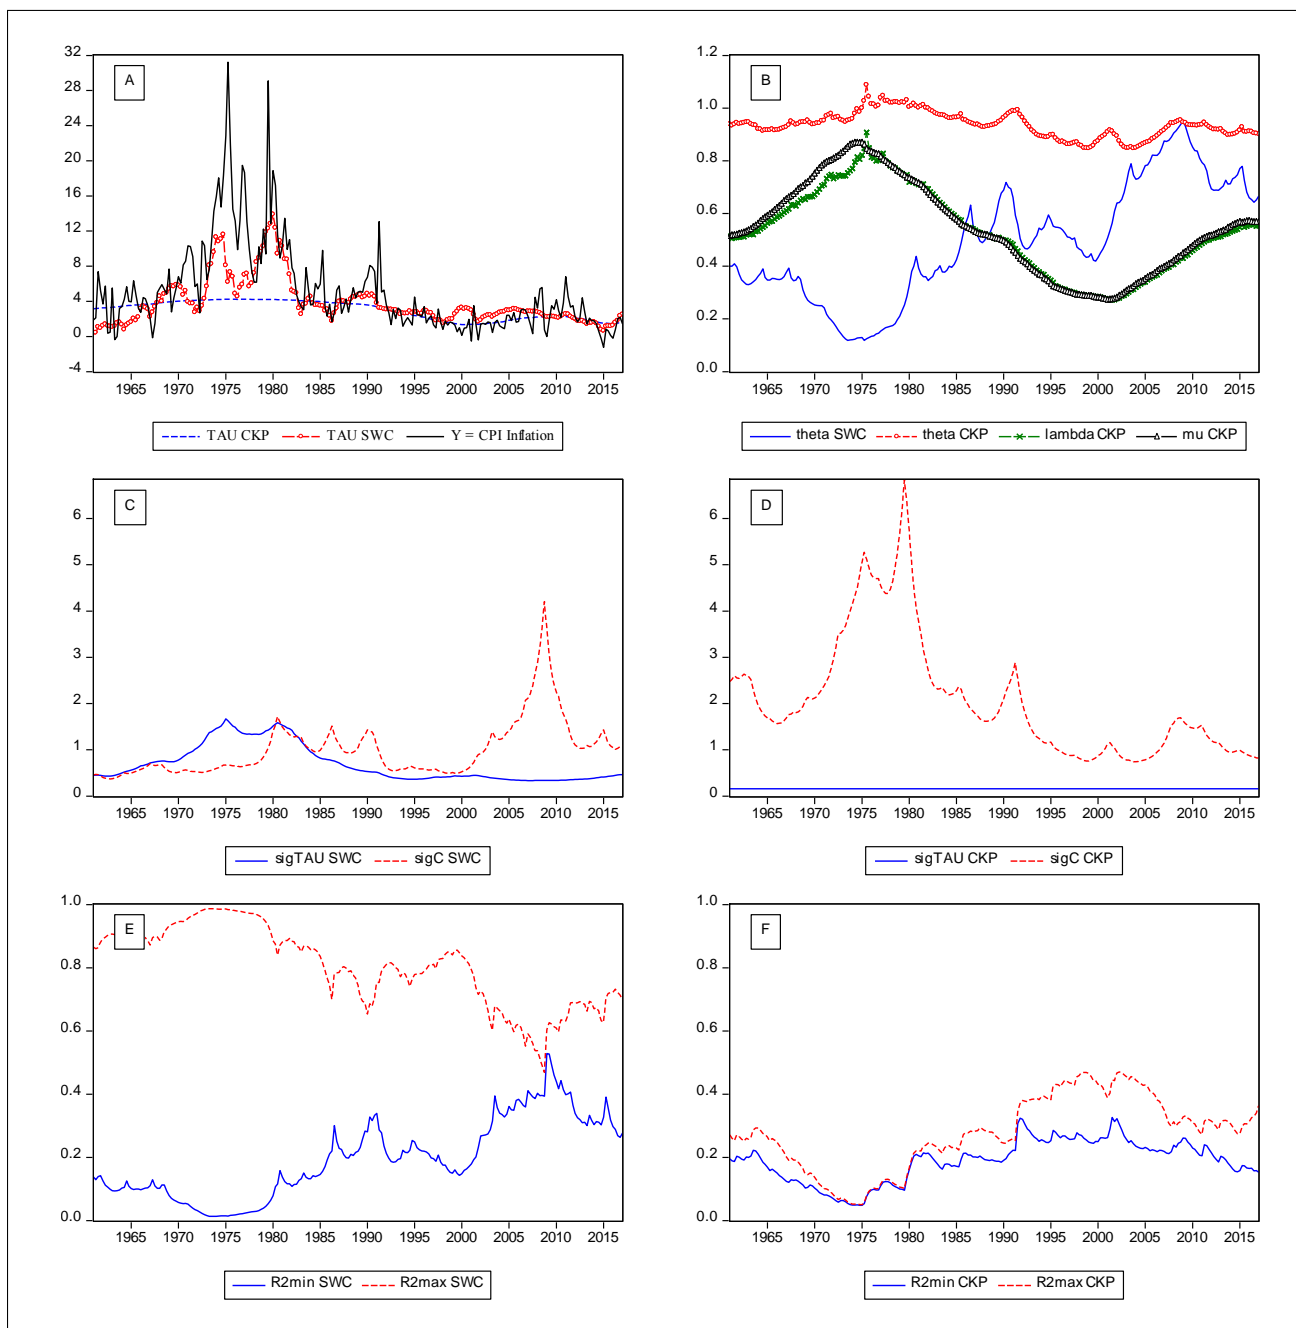 A
32
28
24
20
16
12
8
4
0
-4
1965 1970 1975 1980 1985 1990 1995 2000 2005 2010 2015
TAU CKP TAU SWC Y = CPI Inflation
B
1.2
1.0
0.8
0.6
0.4
0.2
0.0
1965 1970 1975 1980 1985 1990 1995 2000 2005 2010 2015
theta SWC theta CKP lambda CKP mu CKP
C
6
5
4
3
2
1
0
1965 1970 1975 1980 1985 1990 1995 2000 2005 2010 2015
sigTAU SWC sigC SWC
D
6
5
4
3
2
1
0
1965 1970 1975 1980 1985 1990 1995 2000 2005 2010 2015
sigTAU CKP sigC CKP
E
1.0
0.8
0.6
0.4
0.2
0.0
1965 1970 1975 1980 1985 1990 1995 2000 2005 2010 2015
R2min SWC R2max SWC
F
1.0
0.8
0.6
0.4
0.2
0.0
1965 1970 1975 1980 1985 1990 1995 2000 2005 2010 2015
R2min CKP R2max CKP